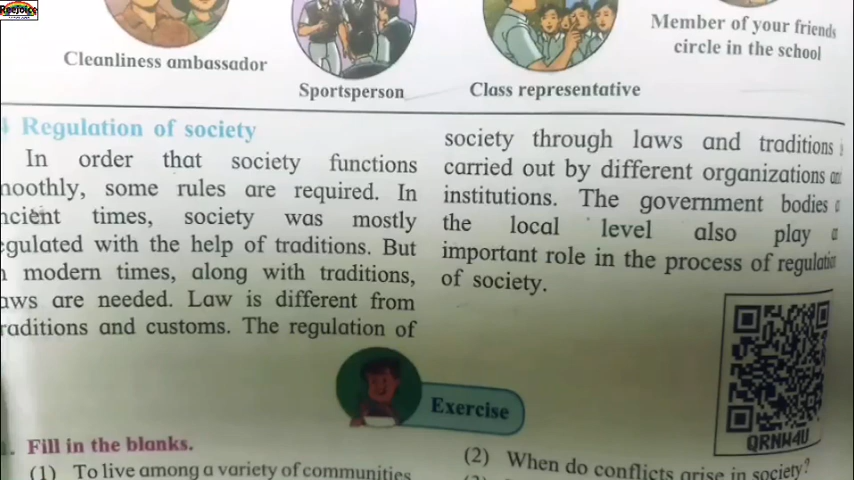 Reejoice
Cleanliness ambassador
Sportsperson
Class representative
Member of your friends
circle in the school
4 Regulation of society
In order that society functions
moothly, some rules are required. In
ncient times, society was mostly
egulated with the help of traditions. But
n modern times, along with traditions,
aws are needed. Law is different from
raditions and customs. The regulation of
society through laws and traditions i
carried out by different organizations an
institutions. The government bodies a
the local level also play a
important role in the process of regulation
of society.
QRNW4U
Exercise
1. Fill in the blanks.
(1) To live among a variety of communities
(2) When do conflicts arise in society?